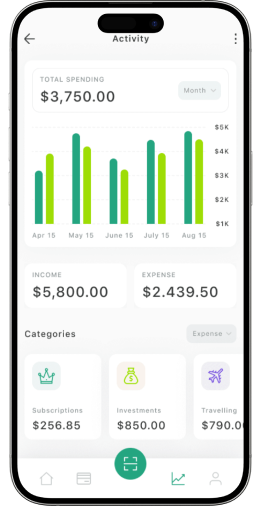 Activity
TOTAL SPENDING
$3,750.00
Month
$5K
$4K
$3K
$2K
$1K
Apr 15 May 15 June 15 July 15 Aug 15
INCOME
$5,800.00
EXPENSE
$2.439.50
Categories
Expense
Subscriptions
$256.85
Investments
$850.00
Travelling
$790.0